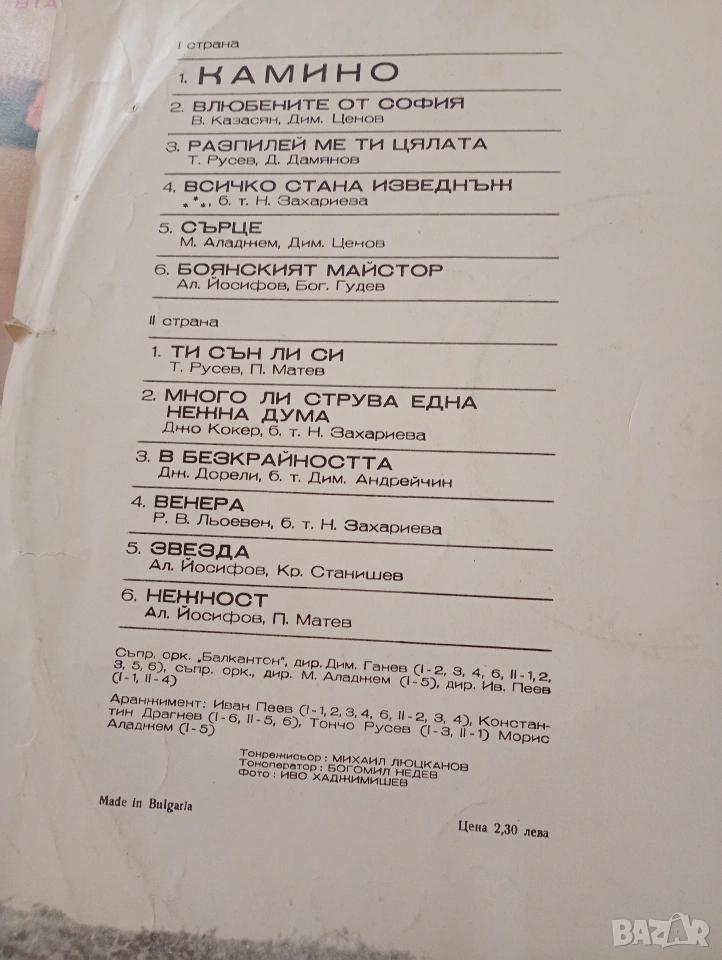 I страна
1. КАМИНО
2. ВЛЮБЕНИТЕ ОТ СОФИЯ
В. Казасян, Дим. Ценов
3. РАЗПИЛЕЙ МЕ ТИ ЦЯЛАТА
Т. Русев, Д. Дамянов
4. ВСИЧКО СТАНА ИЗВЕДНЪЖ
***, б. т. Н. Захариева
5. СЪРЦЕ
М. Аладжем, Дим. Ценов
6. БОЯНСКИЯТ МАЙСТОР
Ал. Йосифов, Бог. Гудев
II страна
1. ТИ СЪН ЛИ СИ
Т. Русев, П. Матев
2. МНОГО ЛИ СТРУВА ЕДНА
НЕЖНА ДУМА
Джо Кокер, б. т. Н. Захариева
3. В БЕЗКРАЙНОСТТА
Дж. Дорели, б. т. Дим. Андрейчин
4. ВЕНЕРА
Р. В. Льоевен, б. т. Н. Захариева
5. ЗВЕЗДА
Ал. Йосифов, Кр. Станишев
6. НЕЖНОСТ
Ал. Йосифов, П. Матев
Съпр. орк. „Балкантон“, дир. Дим. Ганев (I-2, 3, 4, 6, II-1, 2,
3, 5, 6), съпр. орк., дир. М. Аладжем (I-5), дир. Ив. Пеев
(I-1, II-4)
Аранжимент: Иван Пеев (I-1, 2, 3, 4, 6, II-2, 3, 4), Констан-
тин Драгнев (I-6, II-5, 6), Тончо Русев (I-3, II-1) Морис
Аладжем (I-5)
Тонрежисьор: МИХАИЛ ЛЮЦКАНОВ
Тоноператор: БОГОМИЛ НЕДЕВ
Фото: ИВО ХАДЖИМИШЕВ
Made in Bulgaria
Цена 2,30 лева
BAZAR